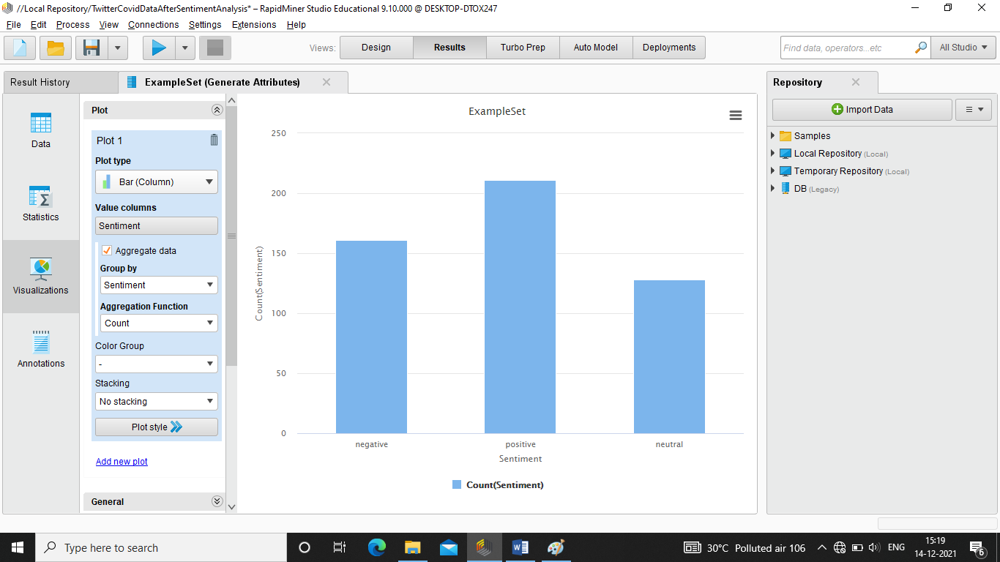 //Local Repository/TwitterCovidDataAfterSentimentAnalysis* – RapidMiner Studio Educational 9.10.000 @ DESKTOP-DTOX247
File Edit Process View Connections Settings Extensions Help
Views: Design Results Turbo Prep Auto Model Deployments
Find data, operators...etc
All Studio
Result History
ExampleSet (Generate Attributes)
Data
Statistics
Visualizations
Annotations
Plot
Plot 1
Plot type
Bar (Column)
Value columns
Sentiment
Aggregate data
Group by
Sentiment
Aggregation Function
Count
Color Group
-
Stacking
No stacking
Plot style
Add new plot
General
ExampleSet
250
200
150
100
50
0
Count(Sentiment)
negative positive neutral
Sentiment
Count(Sentiment)
Repository
Import Data
Samples
Local Repository (Local)
Temporary Repository (Local)
DB (Legacy)
Type here to search
30°C Polluted air 106
ENG
15:19
14-12-2021
6